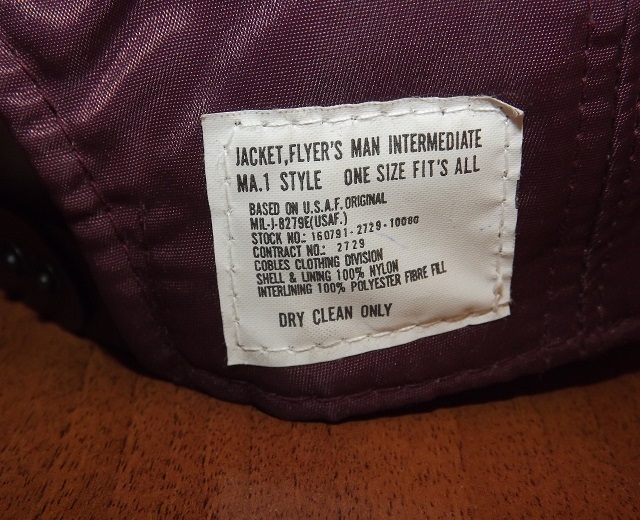 JACKET,FLYER'S MAN INTERMEDIATE
MA.1 STYLE ONE SIZE FIT'S ALL
BASED ON U.S.A.F. ORIGINAL
MIL-J-8279E(USAF.)
STOCK NO.: 160791-2729-10080
CONTRACT NO.: 2729
COBLES CLOTHING DIVISION
SHELL & LINING 100% NYLON
INTERLINING 100% POLYESTER FIBRE FILL
DRY CLEAN ONLY